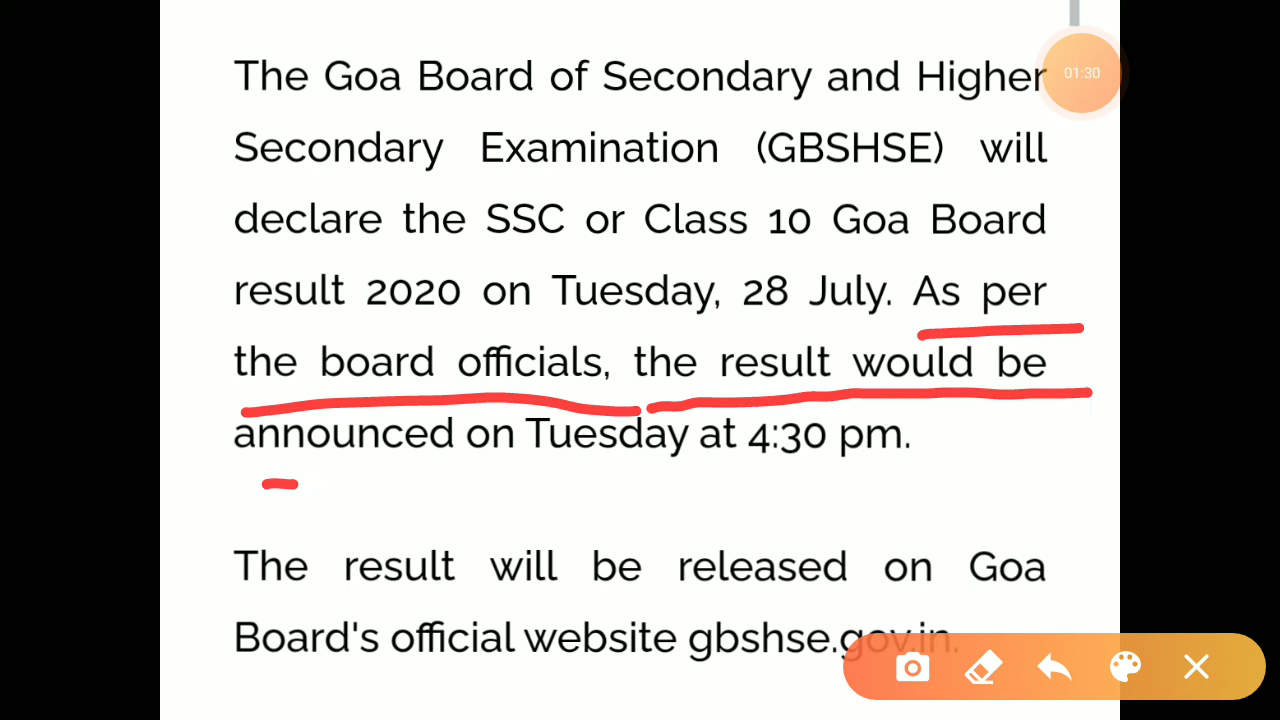 The Goa Board of Secondary and Higher
01:30
Secondary Examination (GBSHSE) will
declare the SSC or Class 10 Goa Board
result 2020 on Tuesday, 28 July. As per
the board officials, the result would be
announced on Tuesday at 4:30 pm.
The result will be released on Goa
Board's official website gbshse.gov.in.